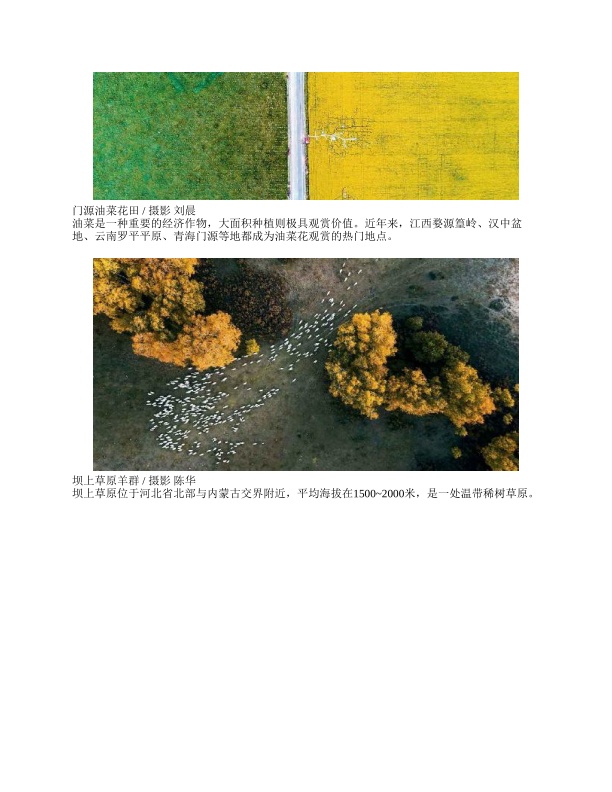 门源油菜花田 / 摄影 刘晨
油菜是一种重要的经济作物，大面积种植则极具观赏价值。近年来，江西婺源篁岭、汉中盆
地、云南罗平平原、青海门源等地都成为油菜花观赏的热门地点。
坝上草原羊群 / 摄影 陈华
坝上草原位于河北省北部与内蒙古交界附近，平均海拔在1500~2000米，是一处温带稀树草原。